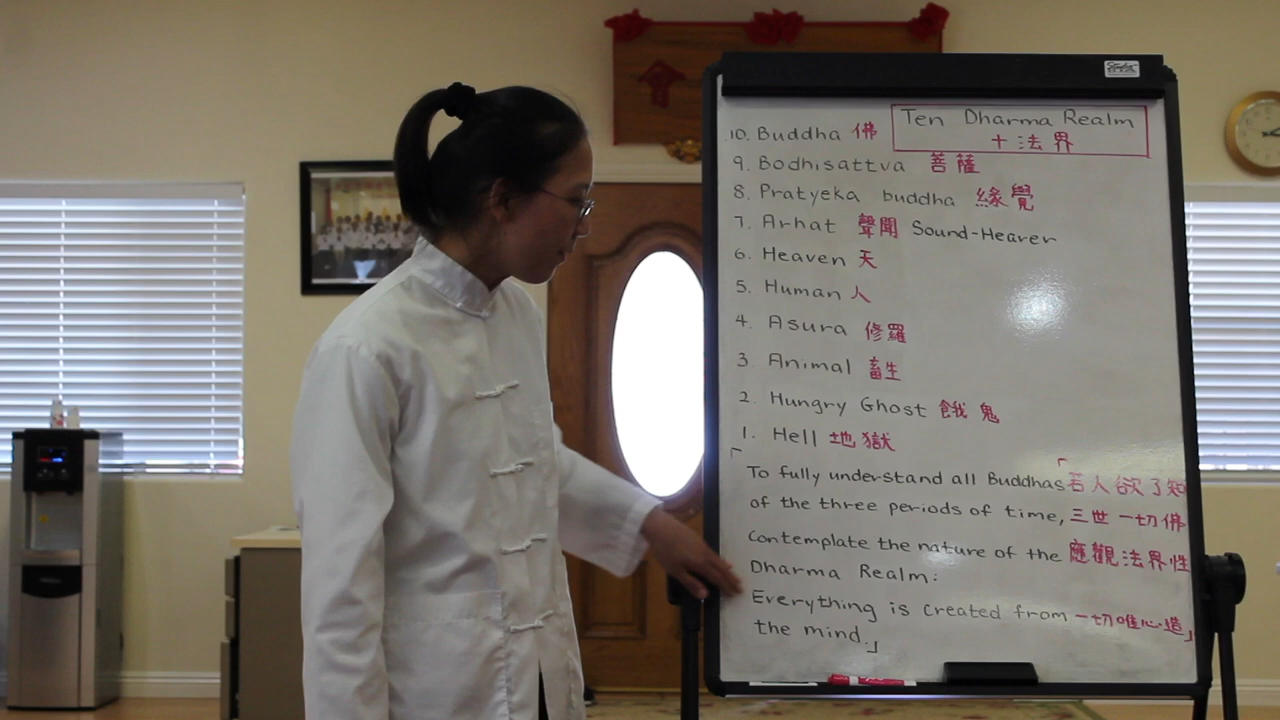 Ten Dharma Realm
十法界
10. Buddha 佛
9. Bodhisattva 菩薩
8. Pratyeka buddha 緣覺
7. Arhat 聲聞 Sound-Hearer
6. Heaven 天
5. Human 人
4. Asura 修羅
3 Animal 畜生
2. Hungry Ghost 餓鬼
1. Hell 地獄
「To fully understand all Buddhas「若人欲了知
of the three periods of time, 三世一切佛
contemplate the nature of the 應觀法界性
Dharma Realm:
Everything is created from 一切唯心造」
the mind.」